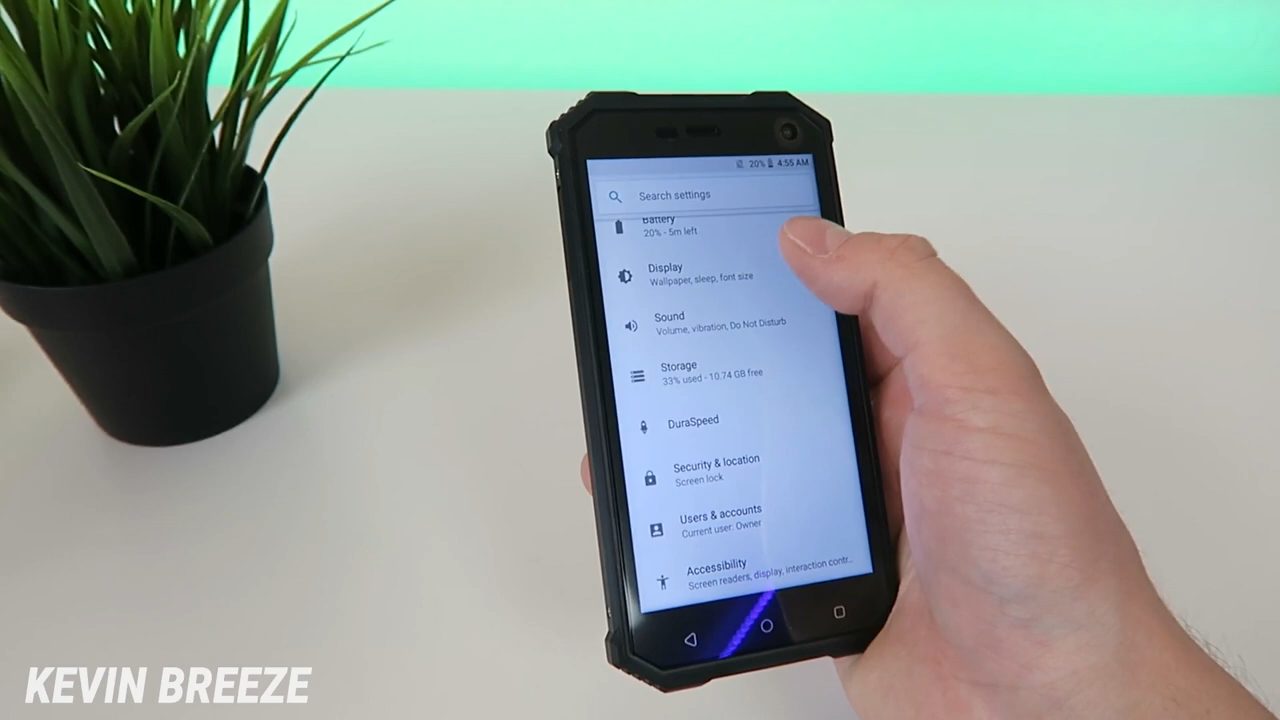 20% 4:55 AM
Search settings
Battery
20% - 5m left
Display
Wallpaper, sleep, font size
Sound
Volume, vibration, Do Not Disturb
Storage
33% used - 10.74 GB free
DuraSpeed
Security & location
Screen lock
Users & accounts
Current user: Owner
Accessibility
Screen readers, display, interaction contr...
KEVIN BREEZE